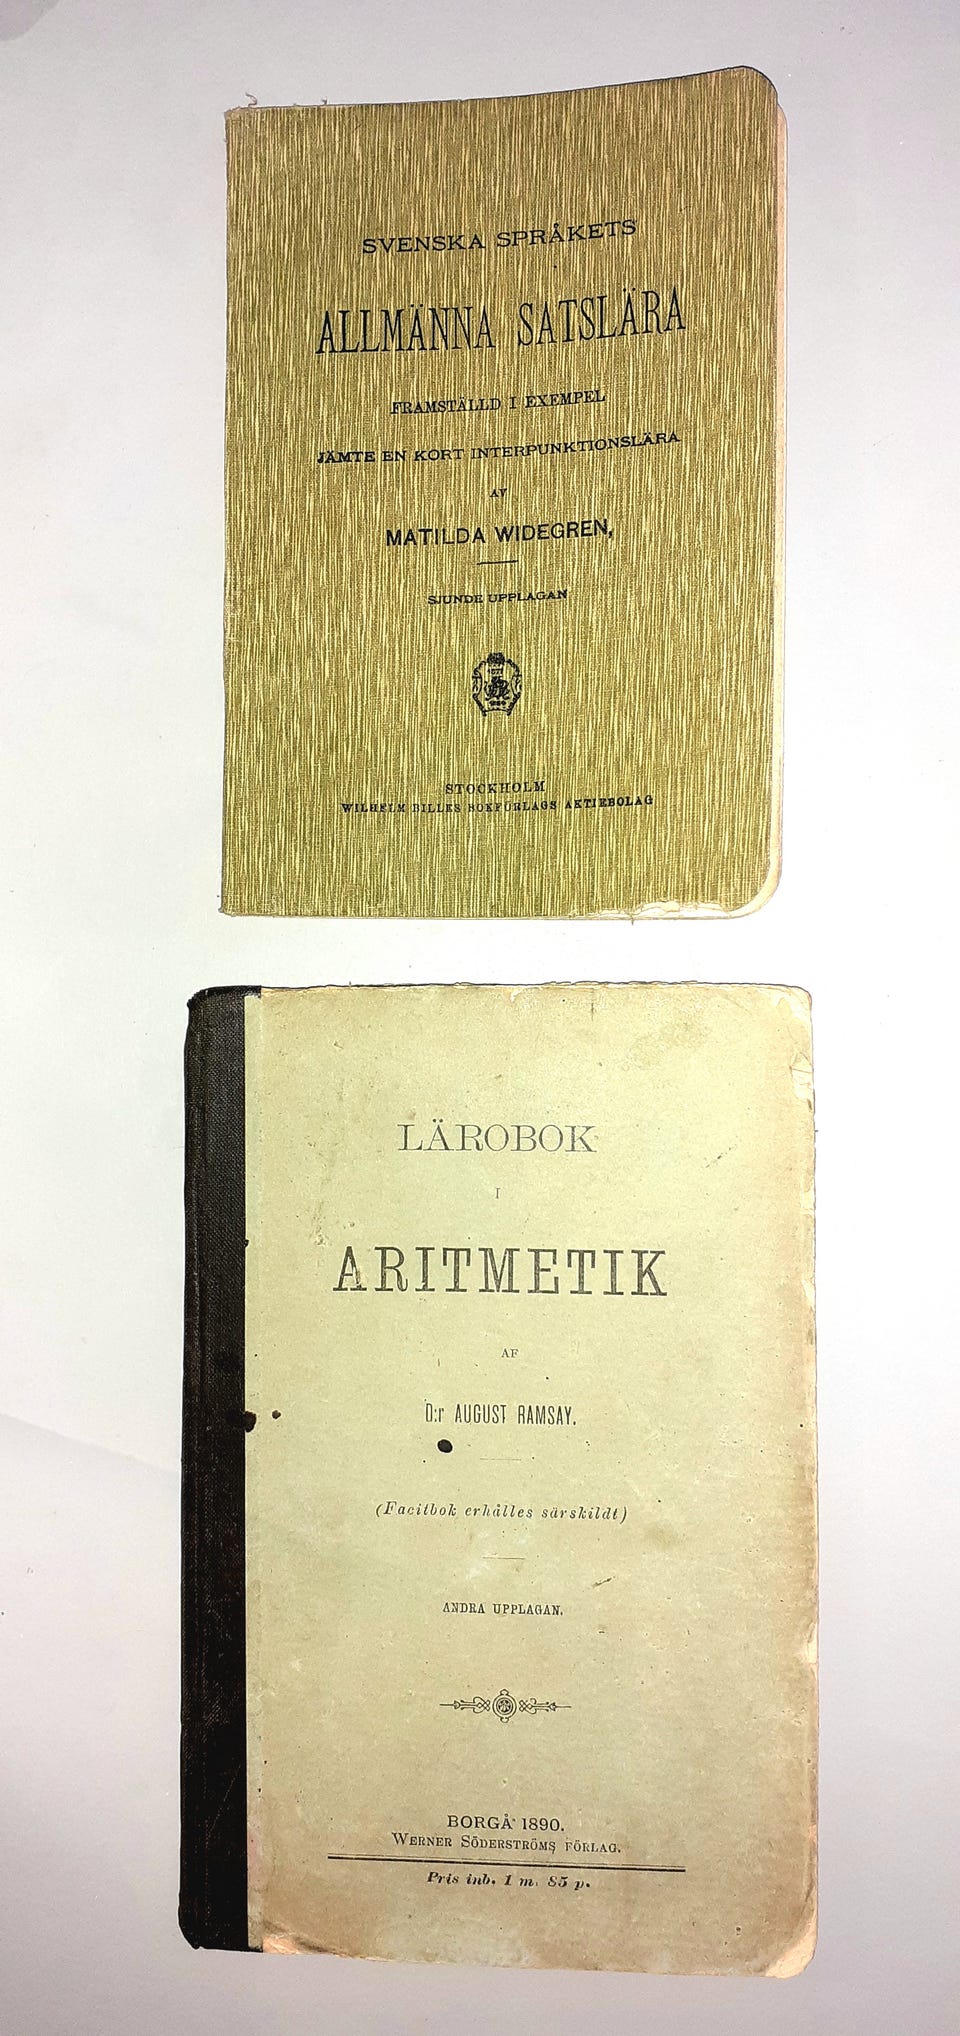 SVENSKA SPRÅKETS
ALLMÄNNA SATSLÄRA
FRAMSTÄLLD I EXEMPEL
JÄMTE EN KORT INTERPUNKTIONSLÄRA
AV
MATILDA WIDEGREN,
SJUNDE UPPLAGAN
STOCKHOLM
WILHELM BILLES BOKFÖRLAGS AKTIEBOLAG
LÄROBOK
I
ARITMETIK
AF
D:r AUGUST RAMSAY.
(Facitbok erhålles särskildt)
ANDRA UPPLAGAN.
BORGÅ 1890.
WERNER SÖDERSTRÖMS FÖRLAG.
Pris inb. 1 m. 85 p.